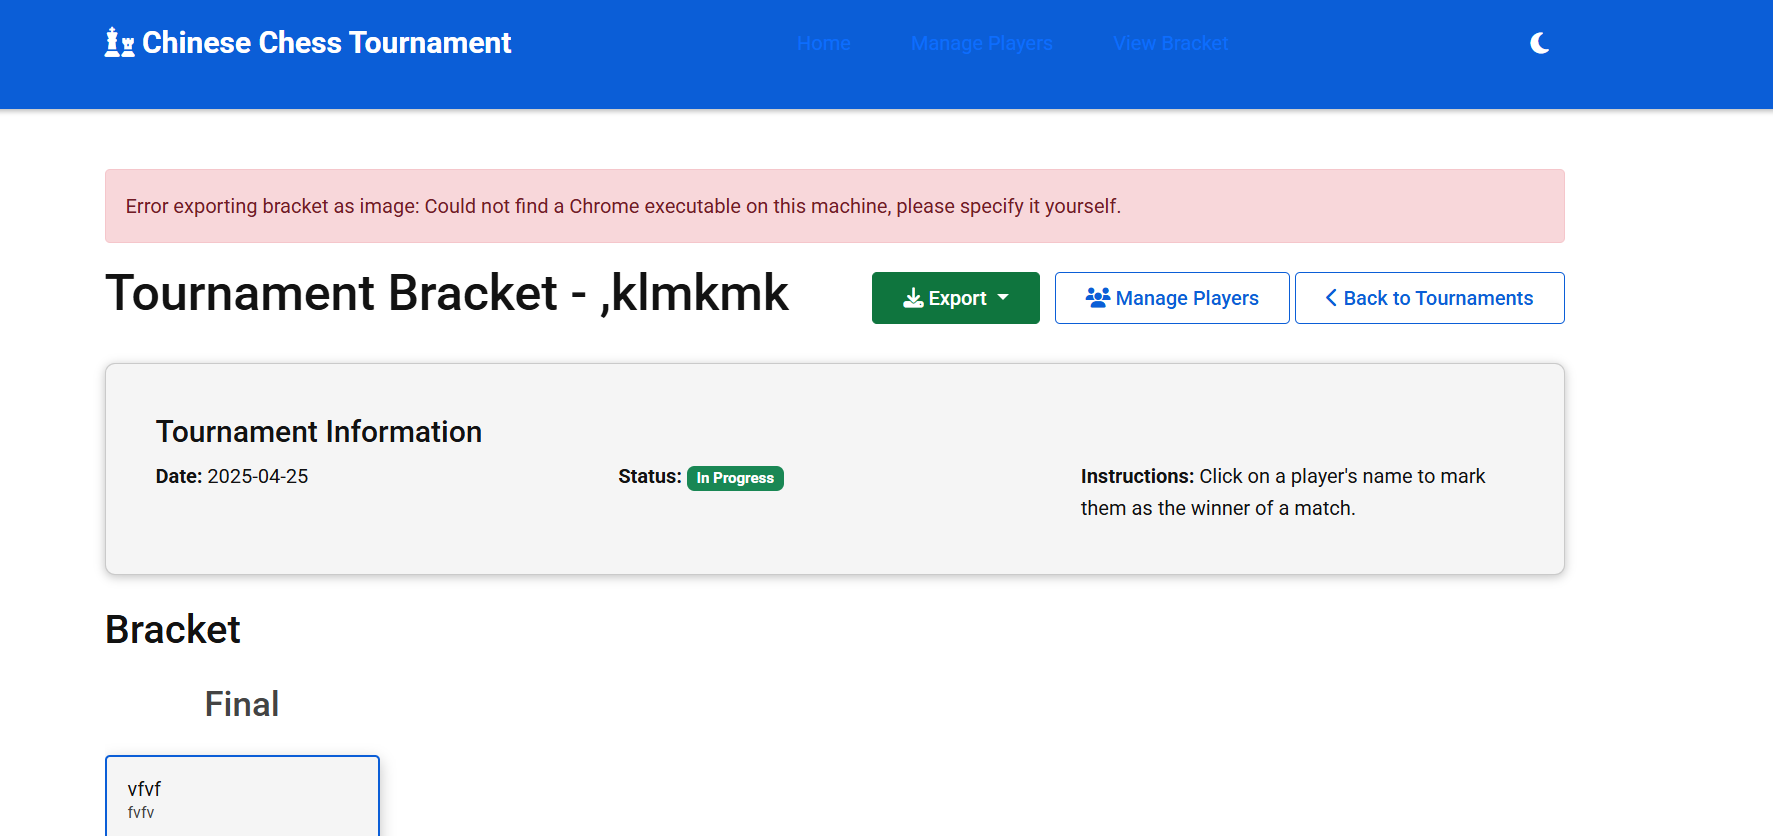 Chinese Chess Tournament
Home
Manage Players
View Bracket
Error exporting bracket as image: Could not find a Chrome executable on this machine, please specify it yourself.
Tournament Bracket - ,klmkmk
Export
Manage Players
Back to Tournaments
Tournament Information
Date: 2025-04-25
Status: In Progress
Instructions: Click on a player's name to mark
them as the winner of a match.
Bracket
Final
vfvf
fvfv